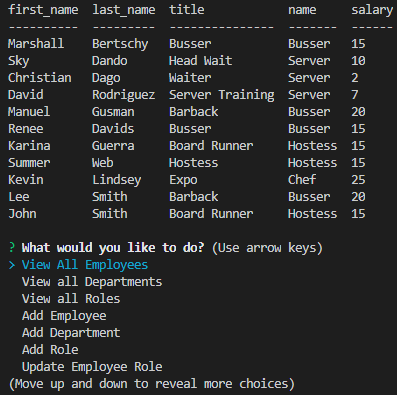 first_name  last_name  title            name     salary
----------  ---------  ---------------  -------  ------
Marshall    Bertschy   Busser           Busser   15
Sky         Dando      Head Wait        Server   10
Christian   Dago       Waiter           Server   2
David       Rodriguez  Server Training  Server   7
Manuel      Gusman     Barback          Busser   20
Renee       Davids     Busser           Busser   15
Karina      Guerra     Board Runner     Hostess  15
Summer      Web        Hostess          Hostess  15
Kevin       Lindsey    Expo             Chef     25
Lee         Smith      Barback          Busser   20
John        Smith      Board Runner     Hostess  15
? What would you like to do? (Use arrow keys)
> View All Employees
View all Departments
View all Roles
Add Employee
Add Department
Add Role
Update Employee Role
(Move up and down to reveal more choices)